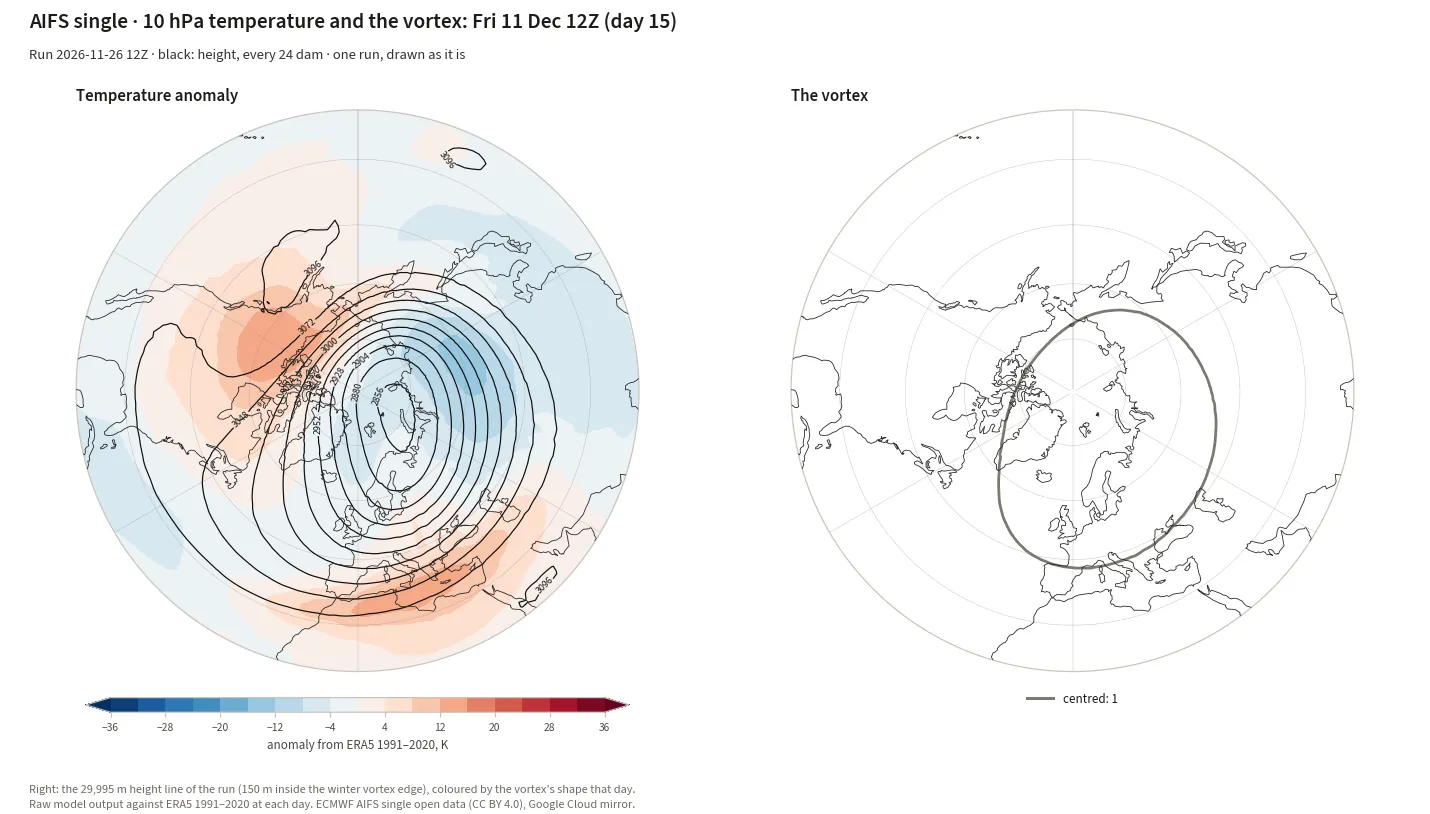 AIFS single · 10 hPa temperature and the vortex: Fri 11 Dec 12Z (day 15)
Run 2026-11-26 12Z · black: height, every 24 dam · one run, drawn as it is
Temperature anomaly
The vortex
3096
3096
3072
3000
2904
2928
2880
2856
3048
2952
3096
centred: 1
−36 −28 −20 −12 −4 4 12 20 28 36
anomaly from ERA5 1991–2020, K
Right: the 29,995 m height line of the run (150 m inside the winter vortex edge), coloured by the vortex's shape that day.
Raw model output against ERA5 1991–2020 at each day. ECMWF AIFS single open data (CC BY 4.0), Google Cloud mirror.